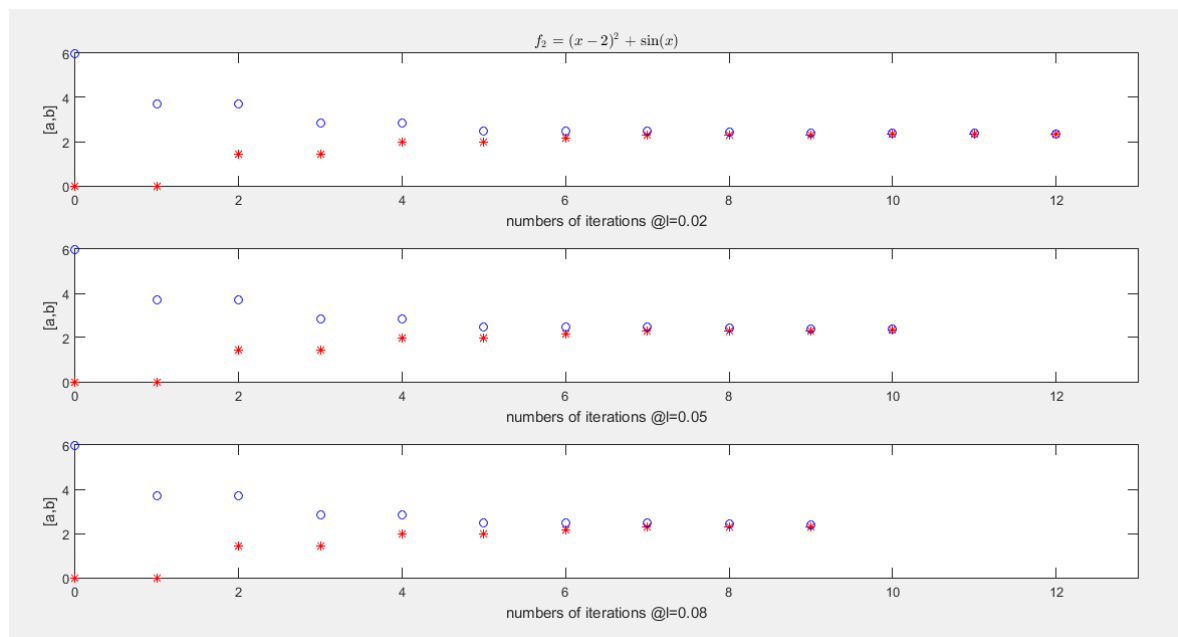 f₂ = (x − 2)² + sin(x)
6
4
2
0
[a,b]
0 2 4 6 8 10 12
numbers of iterations @l=0.02
6
4
2
0
[a,b]
0 2 4 6 8 10 12
numbers of iterations @l=0.05
6
4
2
0
[a,b]
0 2 4 6 8 10 12
numbers of iterations @l=0.08